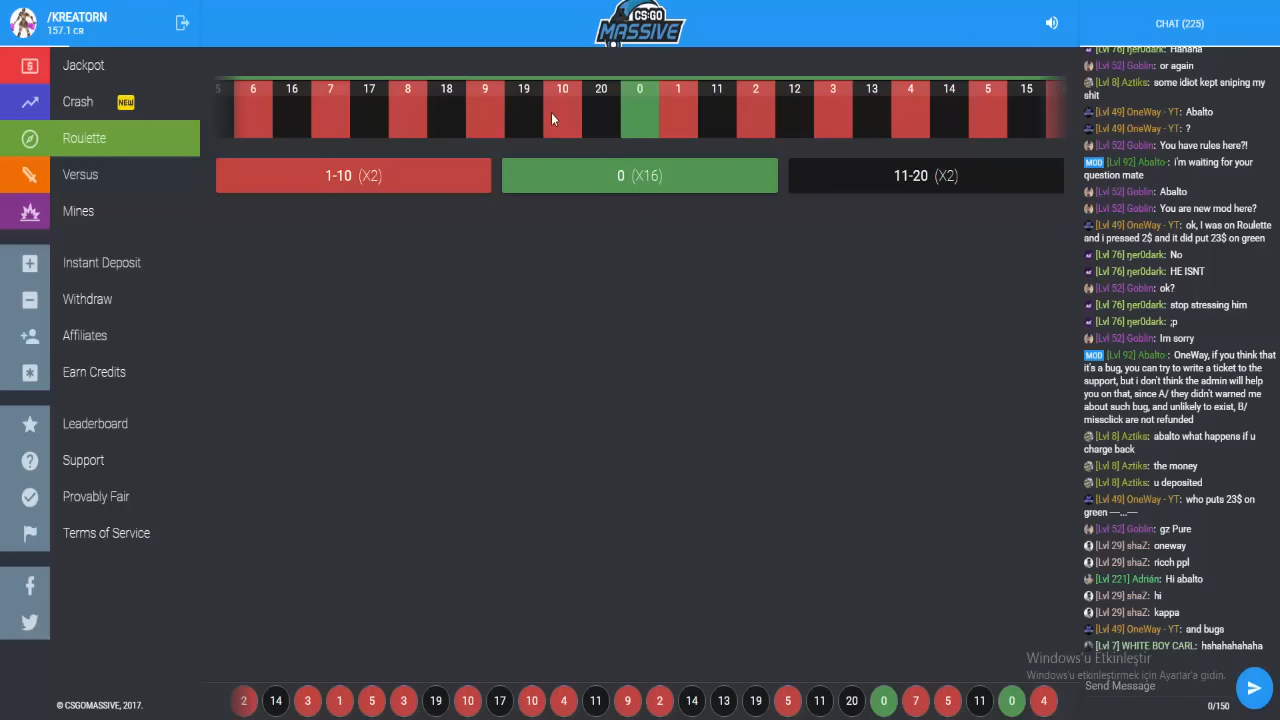 /KREATORN
157.1 CR
CS:GO
MASSIVE
CHAT (225)
Jackpot
Crash NEW
Roulette
Versus
Mines
Instant Deposit
Withdraw
Affiliates
Earn Credits
Leaderboard
Support
Provably Fair
Terms of Service
© CSGOMASSIVE, 2017.
5 6 16 7 17 8 18 9 19 10 20 0 1 11 2 12 3 13 4 14 5 15
1-10 (X2)
0 (X16)
11-20 (X2)
2 14 3 1 5 3 19 10 17 10 4 11 9 2 14 13 19 5 11 20 0 7 5 11 0 4
[Lvl 76] ŋer0dark: Hahaha
[Lvl 52] Goblin: or again
[Lvl 8] Aztiks: some idiot kept sniping my
shit
[Lvl 49] OneWay - YT: Abalto
[Lvl 49] OneWay - YT: ?
[Lvl 52] Goblin: You have rules here?!
MOD [Lvl 92] Abalto: i'm waiting for your
question mate
[Lvl 52] Goblin: Abalto
[Lvl 52] Goblin: You are new mod here?
[Lvl 49] OneWay - YT: ok, I was on Roulette
and i pressed 2$ and it did put 23$ on green
[Lvl 76] ŋer0dark: No
[Lvl 76] ŋer0dark: HE ISNT
[Lvl 52] Goblin: ok?
[Lvl 76] ŋer0dark: stop stressing him
[Lvl 76] ŋer0dark: ;p
[Lvl 52] Goblin: Im sorry
MOD [Lvl 92] Abalto: OneWay, if you think that
it's a bug, you can try to write a ticket to the
support, but i don't think the admin will help
you on that, since A/ they didn't warned me
about such bug, and unlikely to exist, B/
missclick are not refunded
[Lvl 8] Aztiks: abalto what happens if u
charge back
[Lvl 8] Aztiks: the money
[Lvl 8] Aztiks: u deposited
[Lvl 49] OneWay - YT: who puts 23$ on
green —...—
[Lvl 52] Goblin: gz Pure
[Lvl 29] shaZ: oneway
[Lvl 29] shaZ: ricch ppl
[Lvl 221] Adrián: Hi abalto
[Lvl 29] shaZ: hi
[Lvl 29] shaZ: kappa
[Lvl 49] OneWay - YT: and bugs
[Lvl 7] WHITE BOY CARL: hshahahahaha
Windows'u Etkinleştir
Windows'u etkinleştirmek için Ayarlar'a gidin.
Send Message
0/150